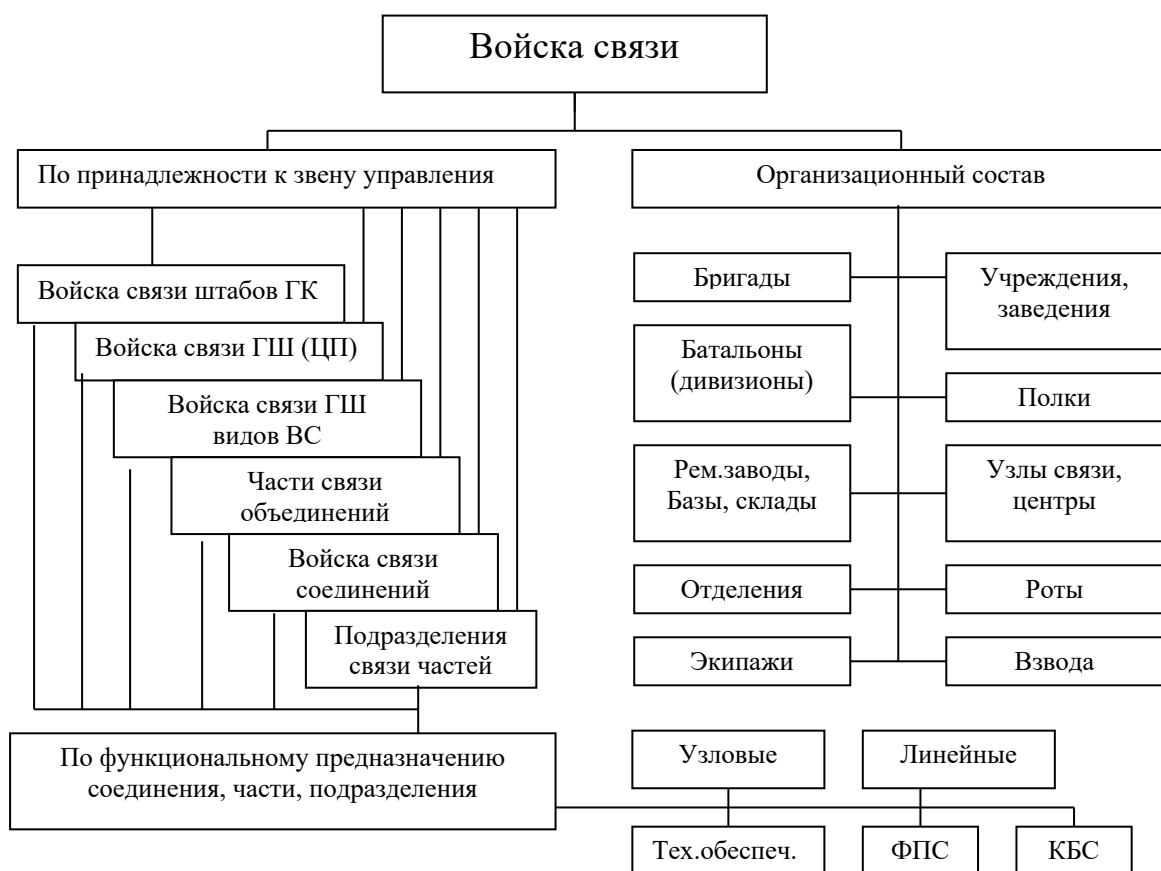 Войска связи
По принадлежности к звену управления
Организационный состав
Войска связи штабов ГК
Войска связи ГШ (ЦП)
Войска связи ГШ
видов ВС
Части связи
объединений
Войска связи
соединений
Подразделения
связи частей
Бригады
Учреждения,
заведения
Батальоны
(дивизионы)
Полки
Рем.заводы,
Базы, склады
Узлы связи,
центры
Отделения
Роты
Экипажи
Взвода
По функциональному предназначению
соединения, части, подразделения
Узловые
Линейные
Тех.обеспеч.
ФПС
КБС